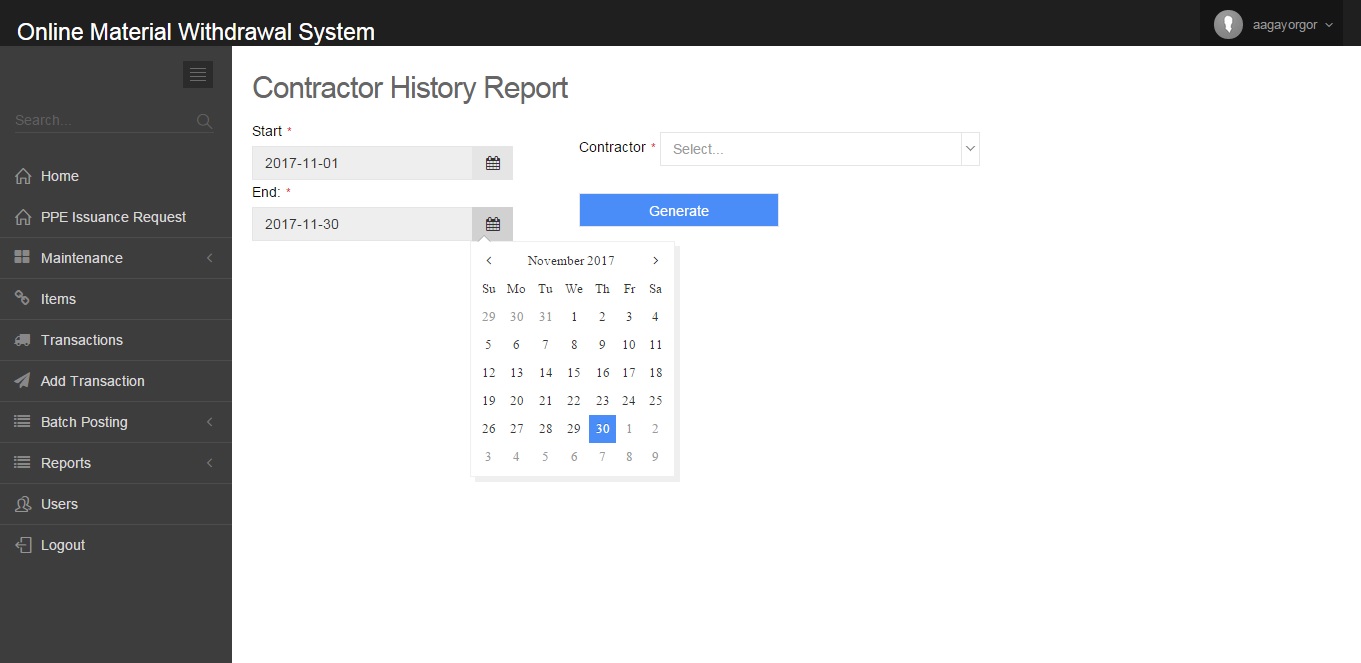 Online Material Withdrawal System
aagayorgor
Search...
Home
PPE Issuance Request
Maintenance
Items
Transactions
Add Transaction
Batch Posting
Reports
Users
Logout
Contractor History Report
Start *
2017-11-01
End: *
2017-11-30
Contractor * Select...
Generate
November 2017
Su Mo Tu We Th Fr Sa
29 30 31 1 2 3 4
5 6 7 8 9 10 11
12 13 14 15 16 17 18
19 20 21 22 23 24 25
26 27 28 29 30 1 2
3 4 5 6 7 8 9